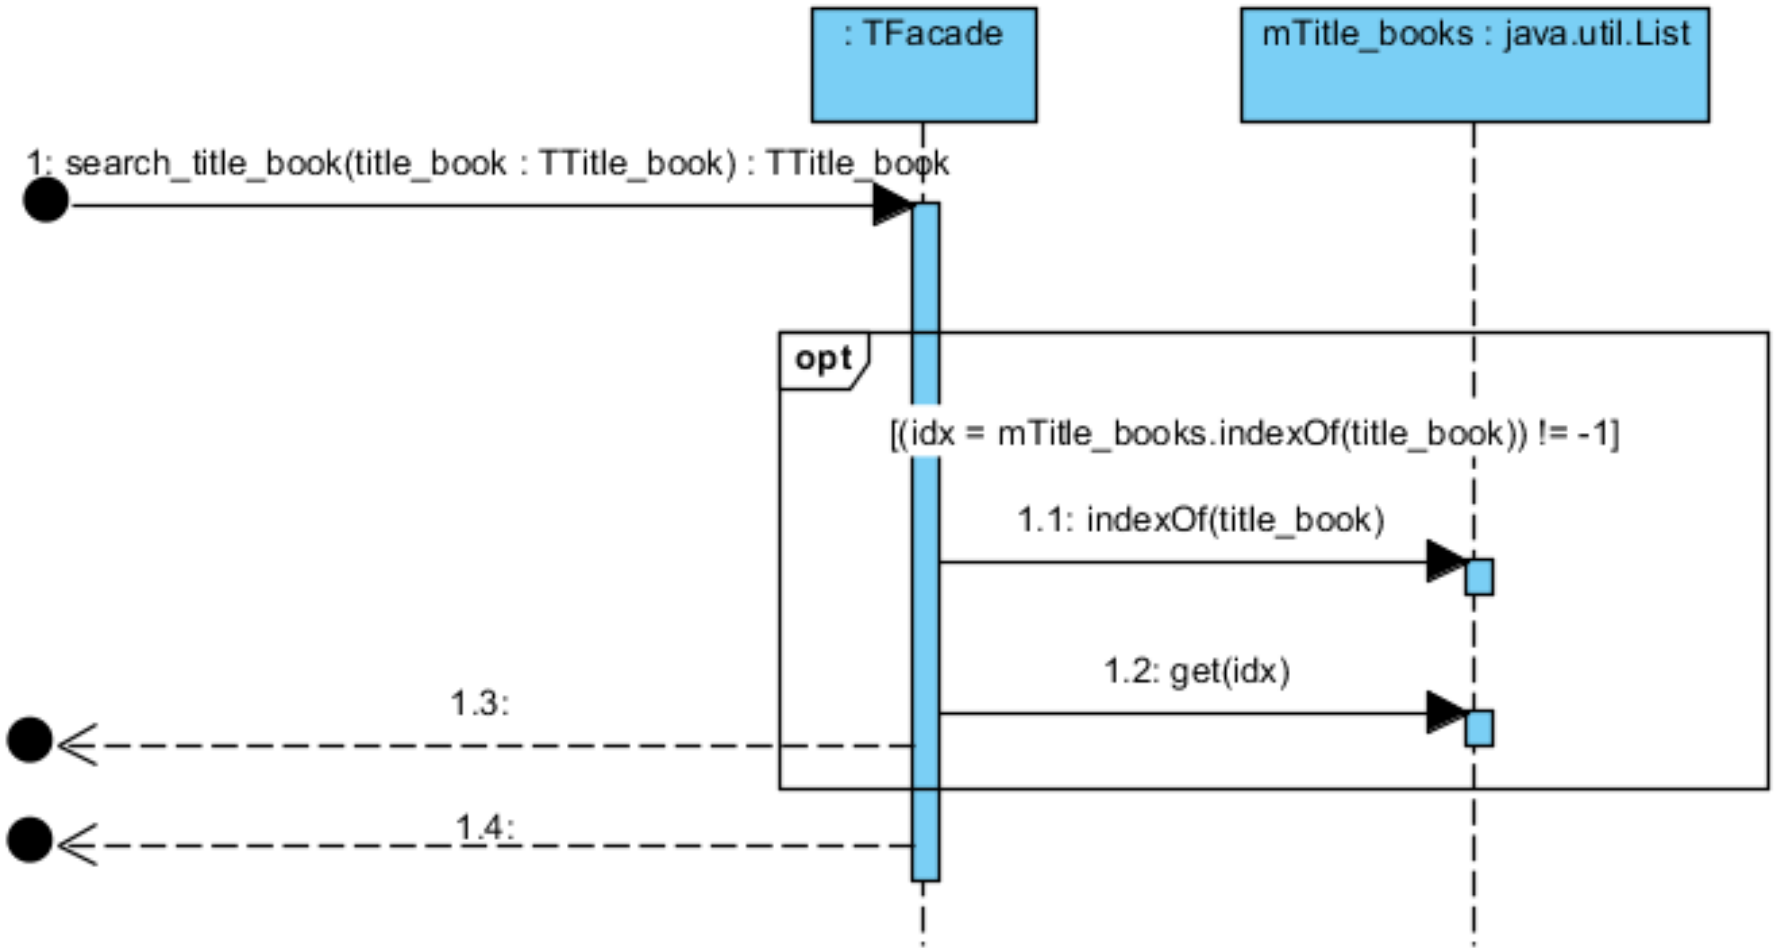 : TFacade
mTitle_books : java.util.List
1: search_title_book(title_book : TTitle_book) : TTitle_book
opt
[(idx = mTitle_books.indexOf(title_book)) != -1]
1.1: indexOf(title_book)
1.2: get(idx)
1.3:
1.4: